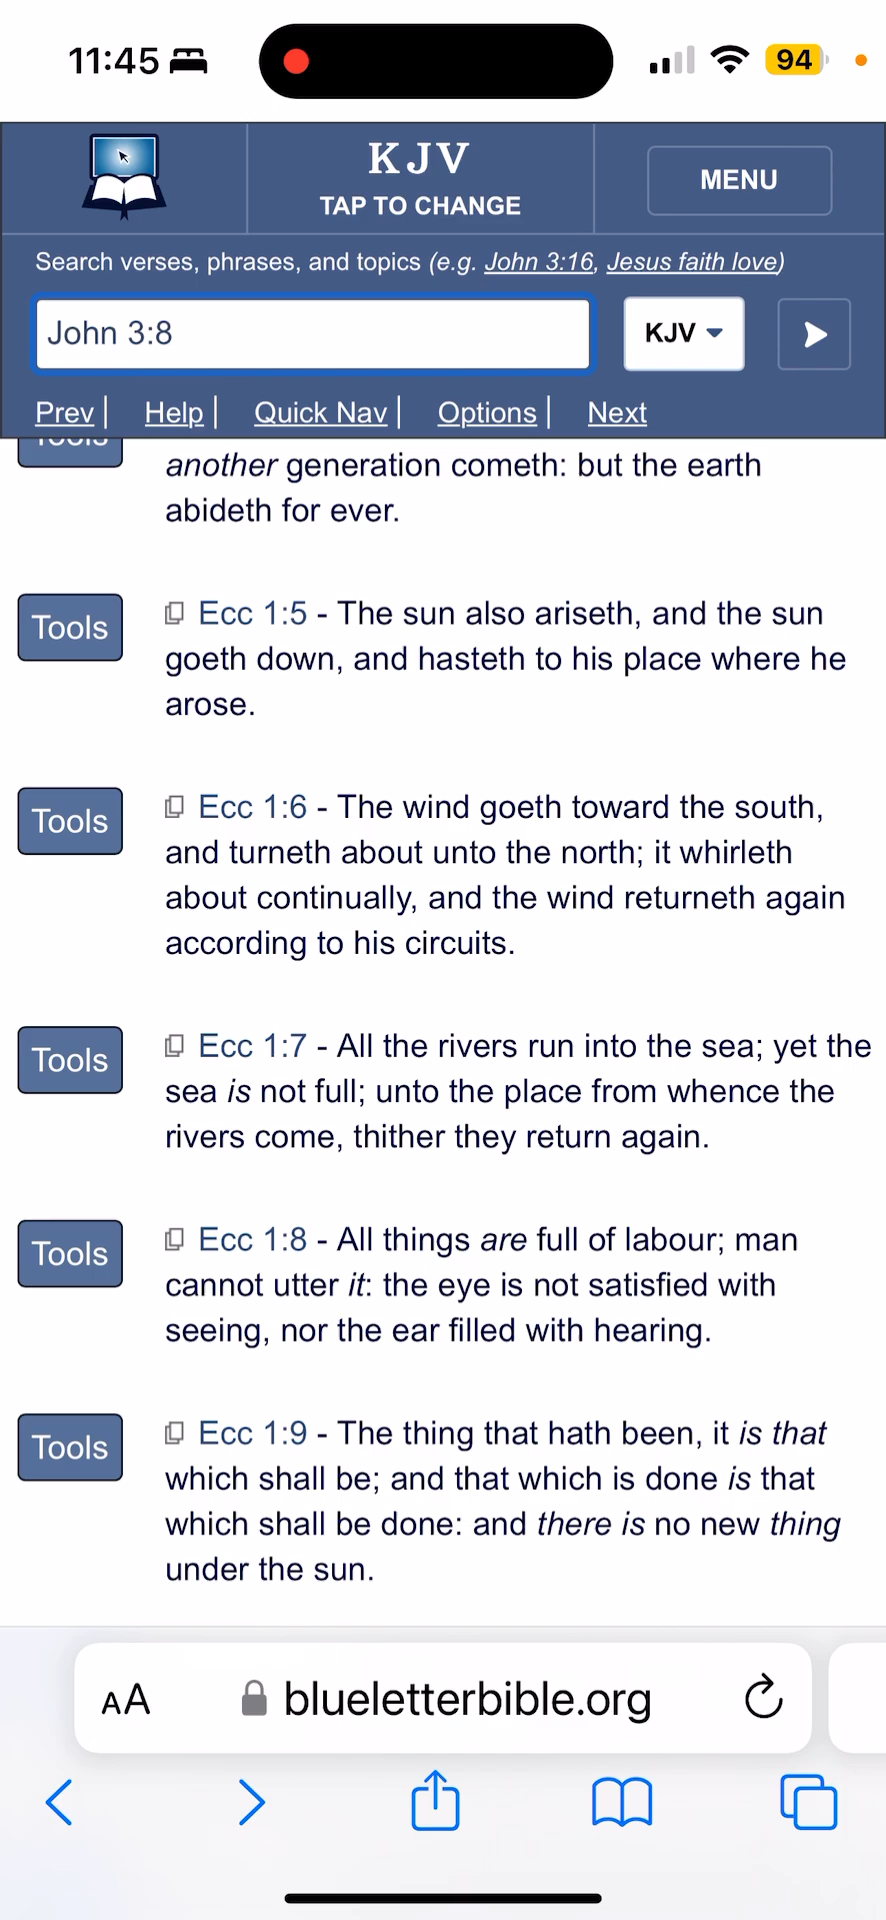 11:45
94
KJV
TAP TO CHANGE
MENU
Search verses, phrases, and topics (e.g. John 3:16, Jesus faith love)
John 3:8
KJV
Prev | Help | Quick Nav | Options | Next
Tools
another generation cometh: but the earth
abideth for ever.
Tools
Ecc 1:5 - The sun also ariseth, and the sun
goeth down, and hasteth to his place where he
arose.
Tools
Ecc 1:6 - The wind goeth toward the south,
and turneth about unto the north; it whirleth
about continually, and the wind returneth again
according to his circuits.
Tools
Ecc 1:7 - All the rivers run into the sea; yet the
sea is not full; unto the place from whence the
rivers come, thither they return again.
Tools
Ecc 1:8 - All things are full of labour; man
cannot utter it: the eye is not satisfied with
seeing, nor the ear filled with hearing.
Tools
Ecc 1:9 - The thing that hath been, it is that
which shall be; and that which is done is that
which shall be done: and there is no new thing
under the sun.
AA
blueletterbible.org